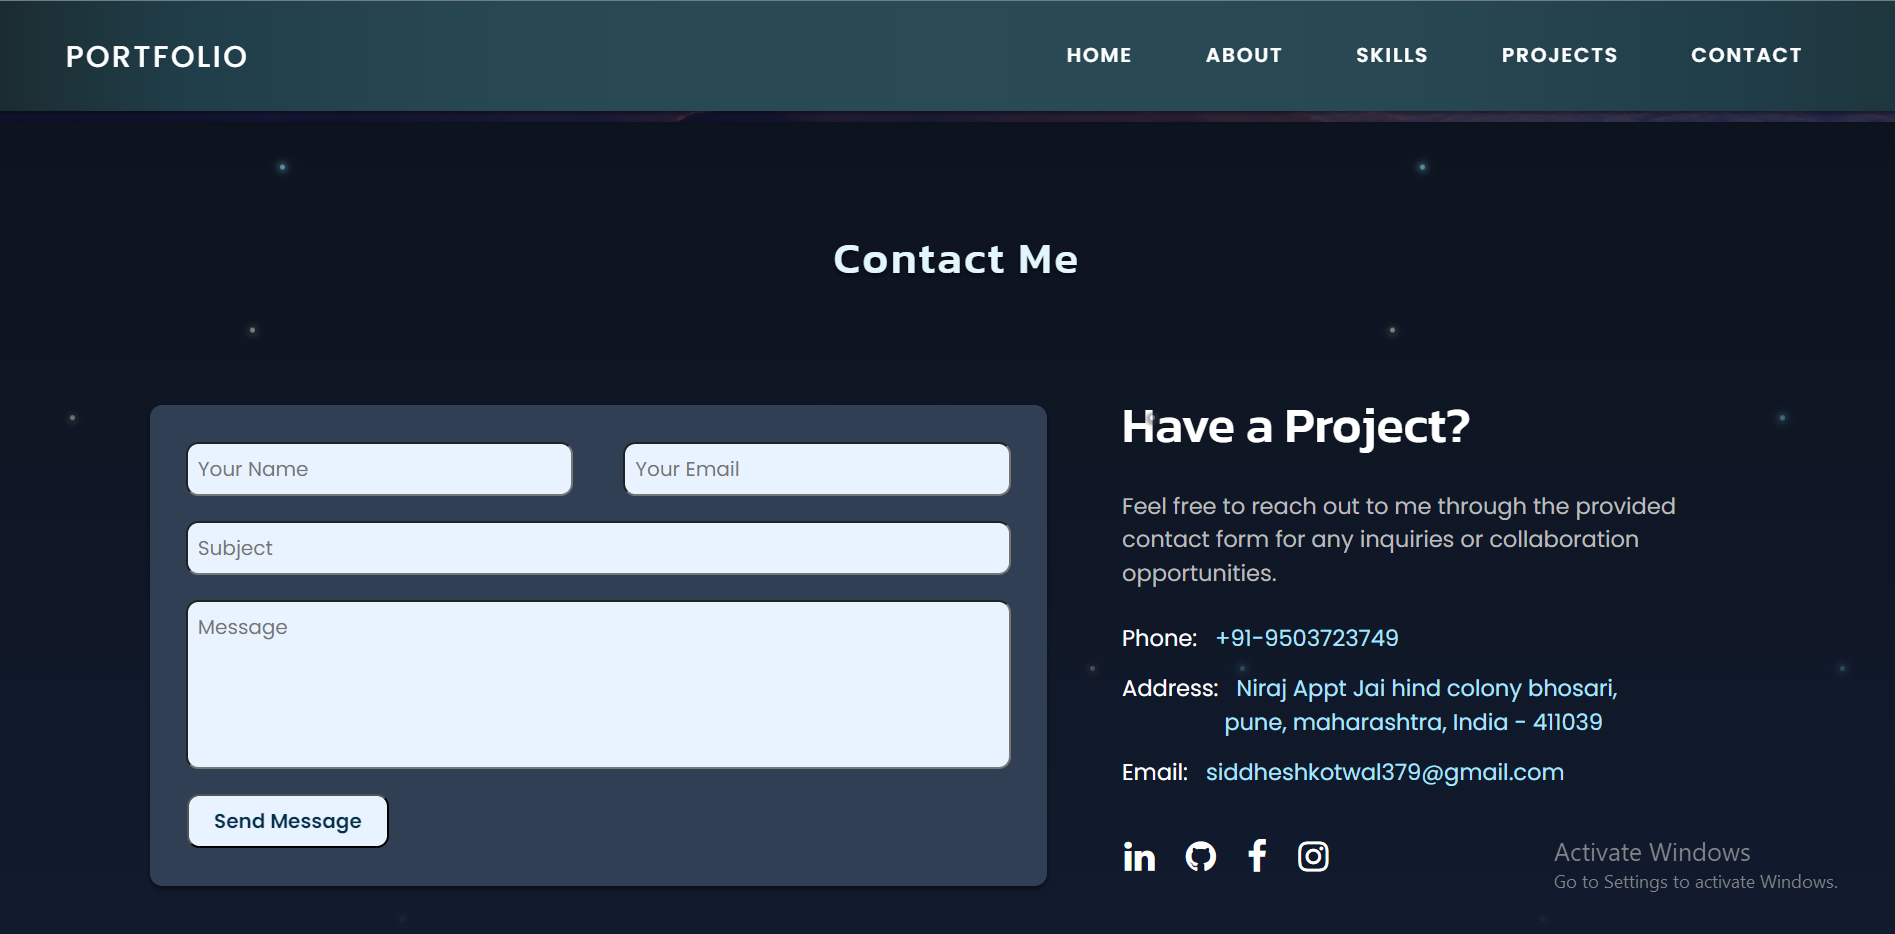 PORTFOLIO
HOME ABOUT SKILLS PROJECTS CONTACT
Contact Me
Your Name Your Email
Subject
Message
Send Message
Have a Project?
Feel free to reach out to me through the provided
contact form for any inquiries or collaboration
opportunities.
Phone: +91-9503723749
Address: Niraj Appt Jai hind colony bhosari,
pune, maharashtra, India - 411039
Email: siddheshkotwal379@gmail.com
in f
Activate Windows
Go to Settings to activate Windows.